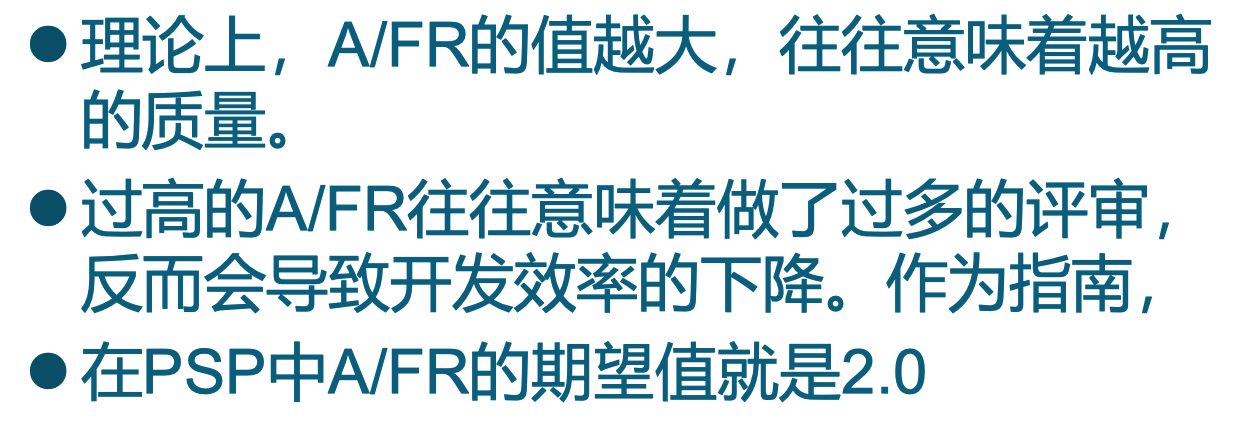 ●理论上，A/FR的值越大，往往意味着越高
的质量。
●过高的A/FR往往意味着做了过多的评审，
反而会导致开发效率的下降。作为指南，
●在PSP中A/FR的期望值就是2.0